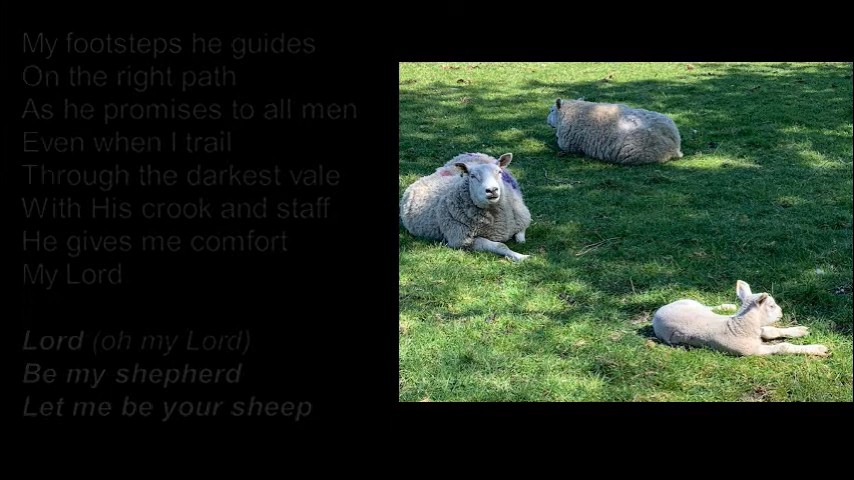 My footsteps he guides
On the right path
As he promises to all men
Even when I trail
Through the darkest vale
With His crook and staff
He gives me comfort
My Lord
Lord (oh my Lord)
Be my shepherd
Let me be your sheep